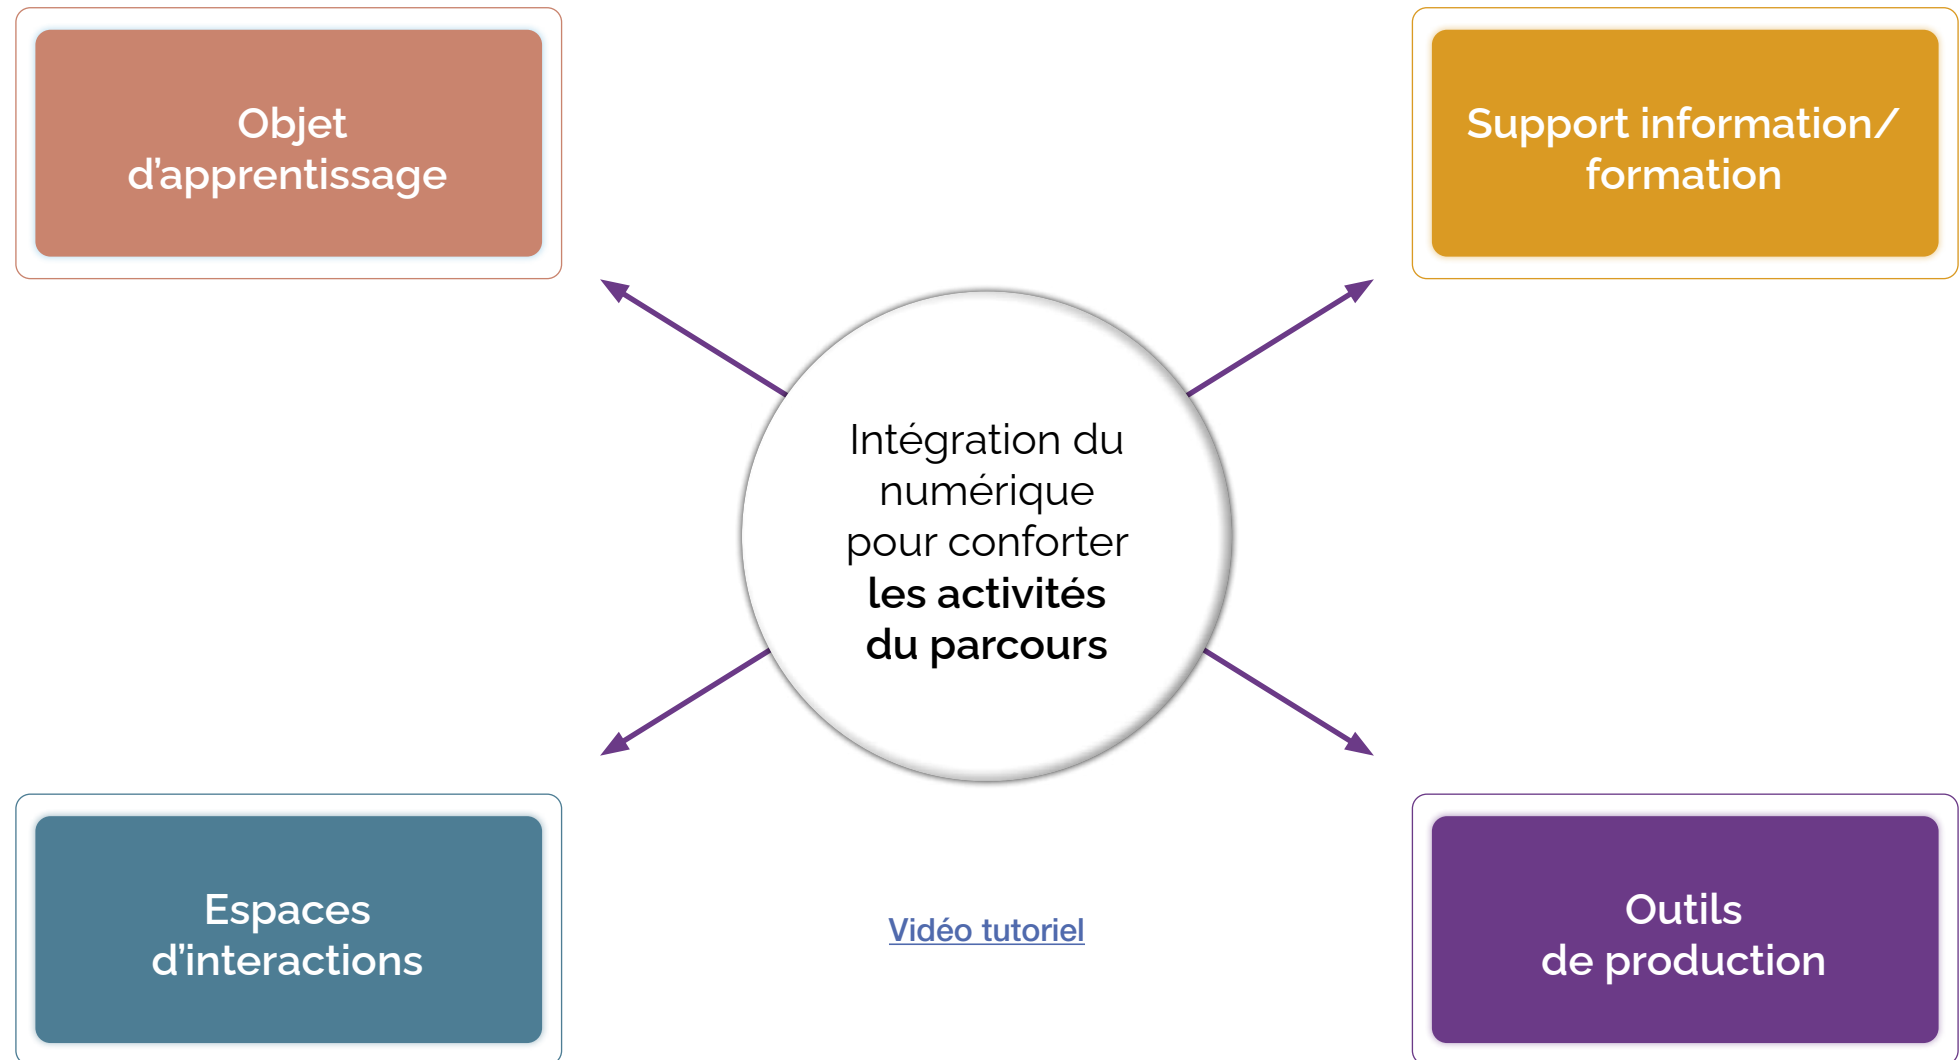 Objet
d’apprentissage
Support information/
formation
Intégration du
numérique
pour conforter
les activités
du parcours
Espaces
d’interactions
Vidéo tutoriel
Outils
de production